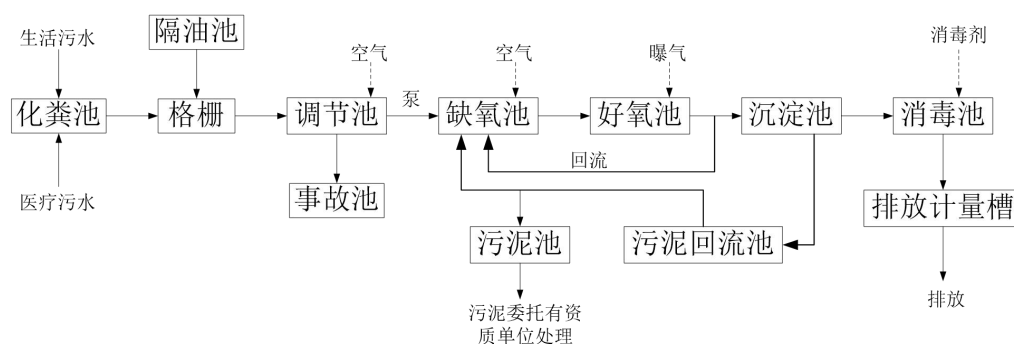 生活污水
隔油池
空气
空气
曝气
消毒剂
化粪池
格栅
调节池
泵
缺氧池
好氧池
沉淀池
消毒池
回流
医疗污水
事故池
排放计量槽
污泥池
污泥回流池
排放
污泥委托有资
质单位处理